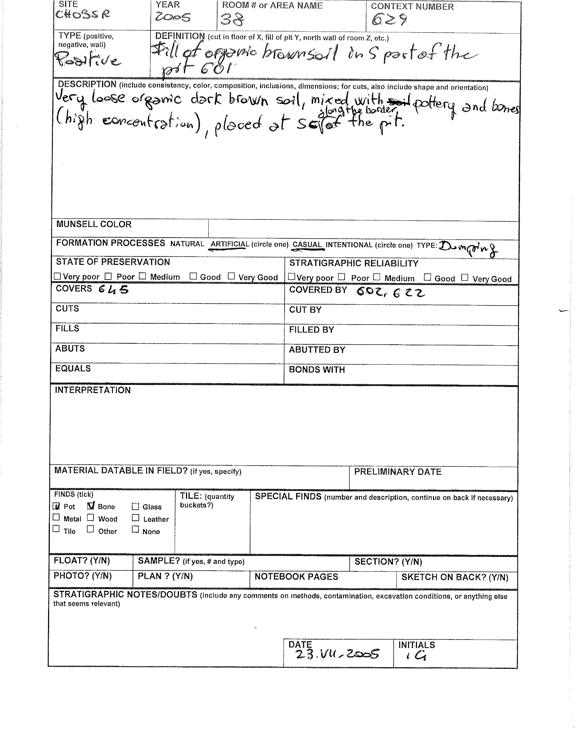 SITE YEAR ROOM # or AREA NAME CONTEXT NUMBER
CHOSSR 2005 38 629
TYPE (positive, negative, wall) DEFINITION (cut in floor of X, fill of pit Y, north wall of room Z, etc.)
Positive Fill of organic brown soil in S part of the
pit 601
DESCRIPTION (include consistency, color, composition, inclusions, dimensions; for cuts, also include shape and orientation)
Very loose organic dark brown soil, mixed with pottery and bones
along the border
(high concentration), placed at S of the pit.
MUNSELL COLOR
FORMATION PROCESSES NATURAL ARTIFICIAL (circle one) CASUAL INTENTIONAL (circle one) TYPE: Dumping
STATE OF PRESERVATION STRATIGRAPHIC RELIABILITY
☐ Very poor ☐ Poor ☐ Medium ☐ Good ☐ Very Good ☐ Very poor ☐ Poor ☐ Medium ☐ Good ☐ Very Good
COVERS 645 COVERED BY 602, 622
CUTS CUT BY
FILLS FILLED BY
ABUTS ABUTTED BY
EQUALS BONDS WITH
INTERPRETATION
MATERIAL DATABLE IN FIELD? (if yes, specify) PRELIMINARY DATE
FINDS (tick) TILE: (quantity buckets?) SPECIAL FINDS (number and description, continue on back if necessary)
☑ Pot ☑ Bone ☐ Glass
☐ Metal ☐ Wood ☐ Leather
☐ Tile ☐ Other ☐ None
FLOAT? (Y/N) SAMPLE? (if yes, # and type) SECTION? (Y/N)
PHOTO? (Y/N) PLAN ? (Y/N) NOTEBOOK PAGES SKETCH ON BACK? (Y/N)
STRATIGRAPHIC NOTES/DOUBTS (include any comments on methods, contamination, excavation conditions, or anything else
that seems relevant)
DATE INITIALS
23.VII.2005 IG